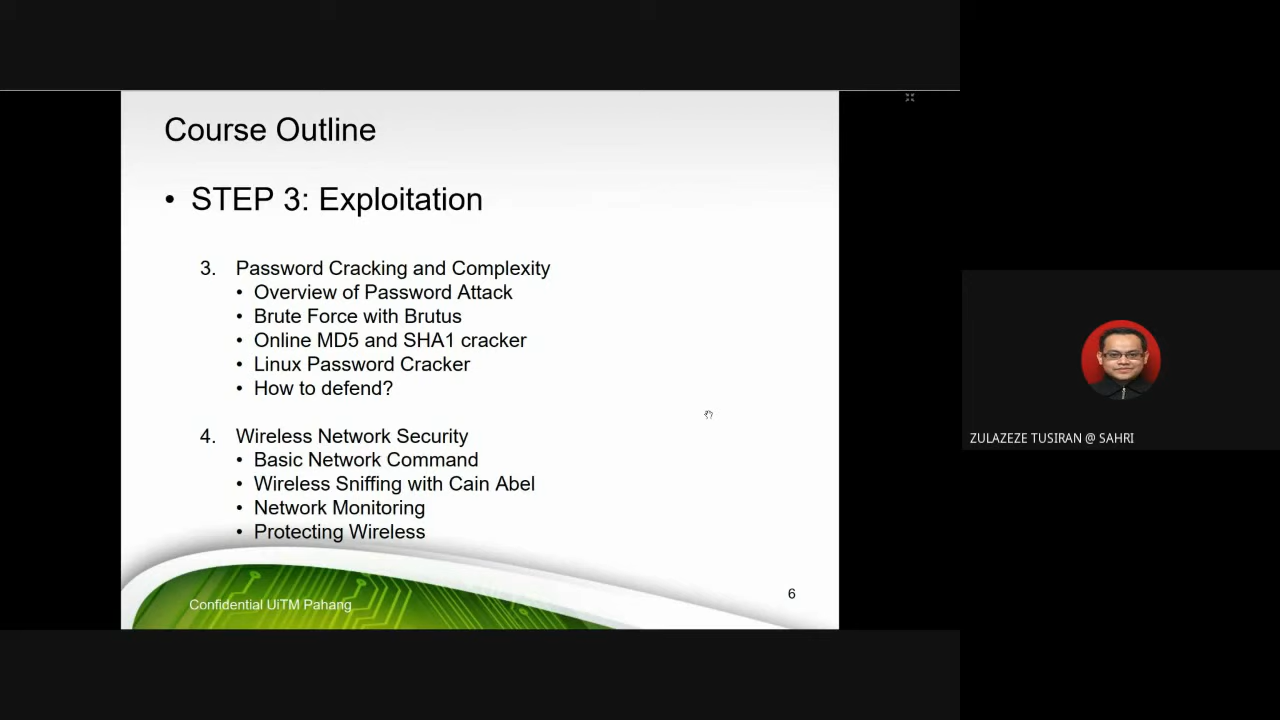 Course Outline
• STEP 3: Exploitation
3. Password Cracking and Complexity
• Overview of Password Attack
• Brute Force with Brutus
• Online MD5 and SHA1 cracker
• Linux Password Cracker
• How to defend?
4. Wireless Network Security
• Basic Network Command
• Wireless Sniffing with Cain Abel
• Network Monitoring
• Protecting Wireless
Confidential UiTM Pahang
6
ZULAZEZE TUSIRAN @ SAHRI